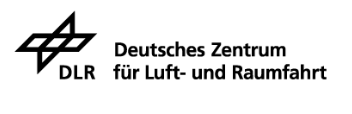 Deutsches Zentrum
DLR für Luft- und Raumfahrt